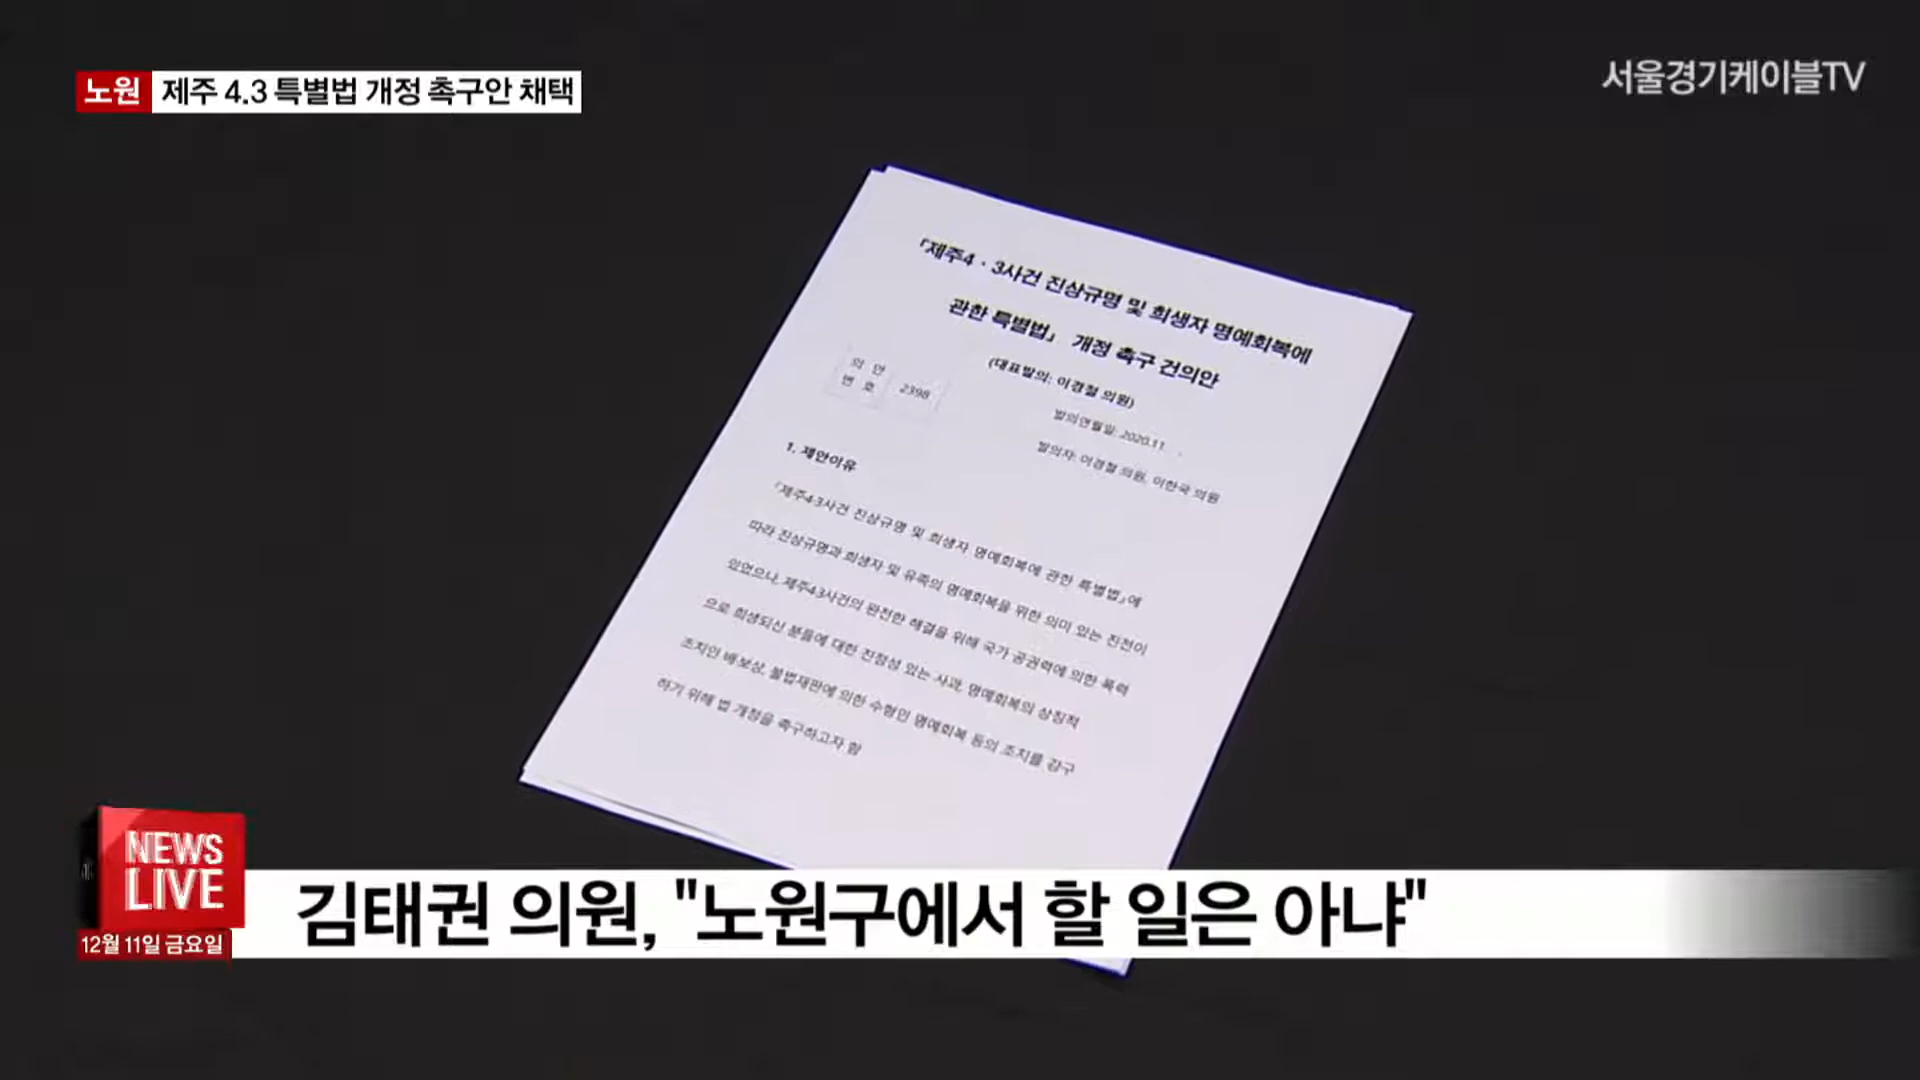 노원 제주 4.3 특별법 개정 촉구안 채택
서울경기케이블TV
「제주4·3사건 진상규명 및 희생자 명예회복에
관한 특별법」 개정 촉구 건의안
(대표발의: 이경철 의원)
의 안
번 호
2398
발의연월일: 2020.11. .
발의자: 이경철 의원, 이한국 의원
1. 제안이유
「제주4·3사건 진상규명 및 희생자 명예회복에 관한 특별법」에
따라 진상규명과 희생자 및 유족의 명예회복을 위한 의미 있는 진전이
있었으나, 제주4·3사건의 완전한 해결을 위해 국가 공권력에 의한 폭력
으로 희생되신 분들에 대한 진정성 있는 사과, 명예회복의 상징적
조치인 배·보상, 불법재판에 의한 수형인 명예회복 등의 조치를 강구
하기 위해 법 개정을 촉구하고자 함
NEWS
LIVE
12월 11일 금요일
김태권 의원, "노원구에서 할 일은 아냐"